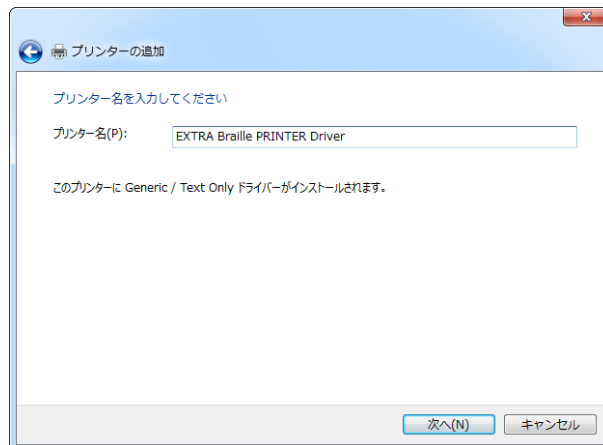 プリンターの追加
プリンター名を入力してください
プリンター名(P): EXTRA Braille PRINTER Driver
このプリンターに Generic / Text Only ドライバーがインストールされます。
次へ(N) キャンセル